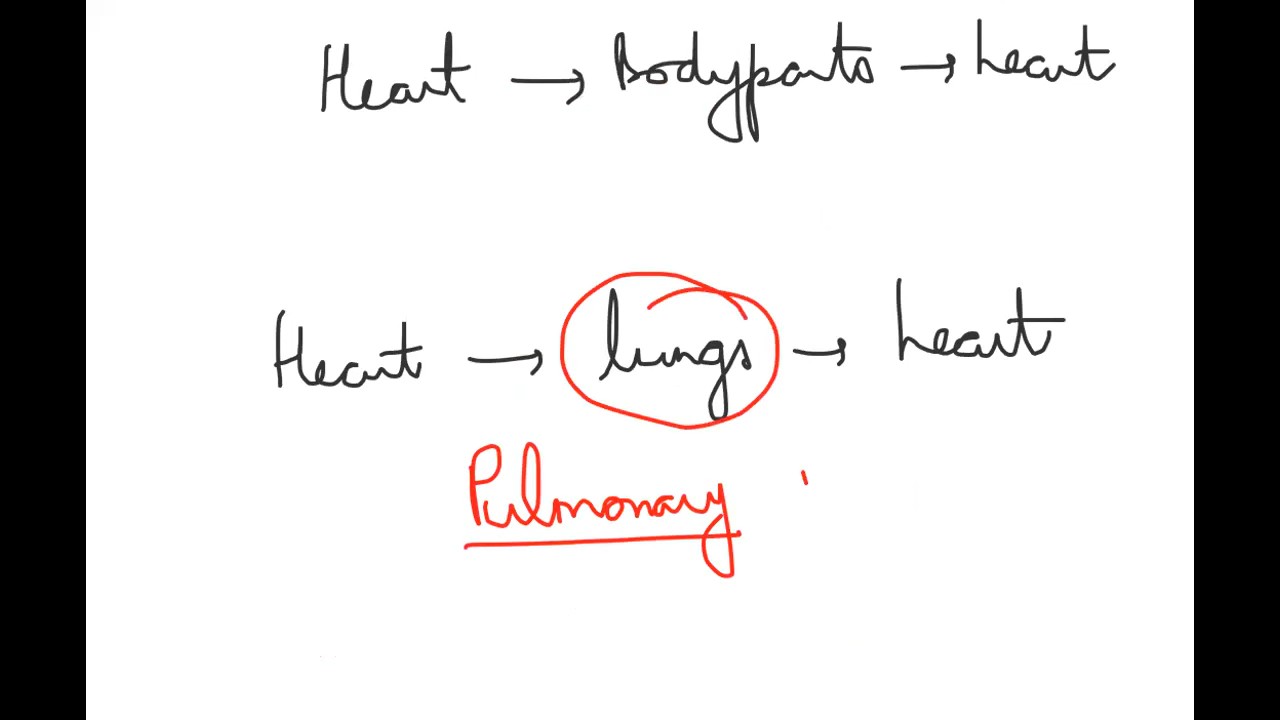 Heart → Bodyparts → heart
Heart → lungs → heart
Pulmonary